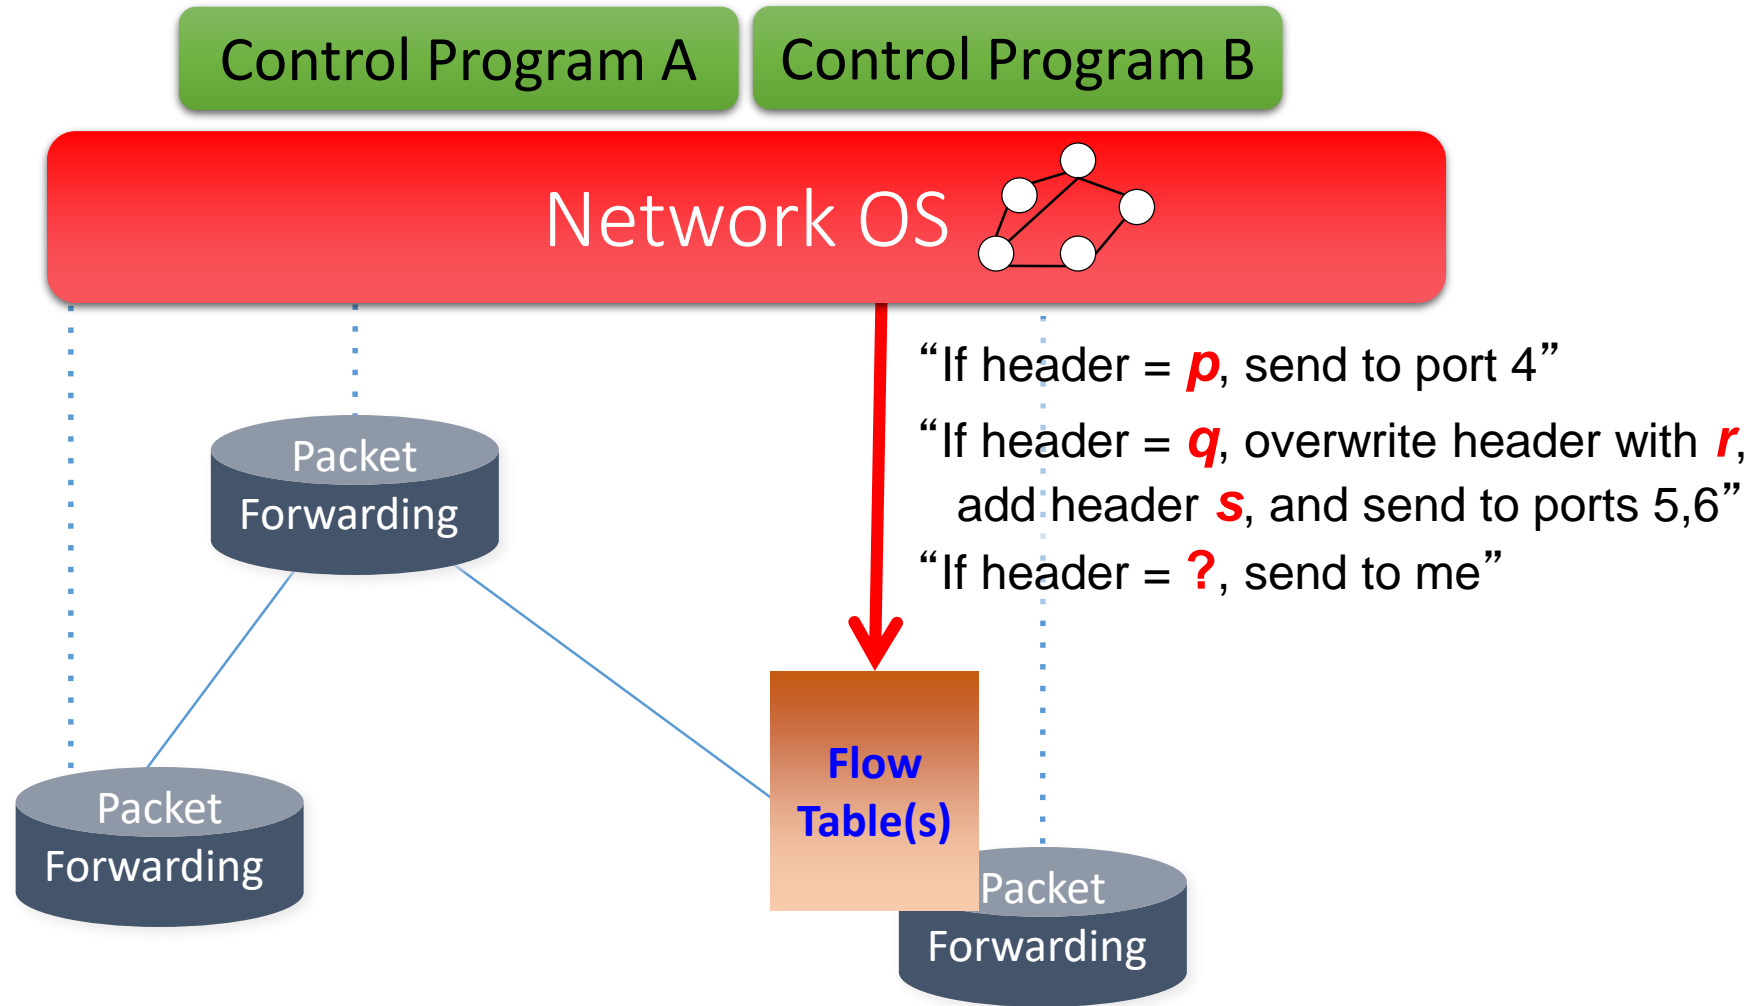 Control Program A
Control Program B
Network OS
“If header = p, send to port 4”
“If header = q, overwrite header with r,
add header s, and send to ports 5,6”
“If header = ?, send to me”
Packet
Forwarding
Flow
Table(s)
Packet
Forwarding
Packet
Forwarding